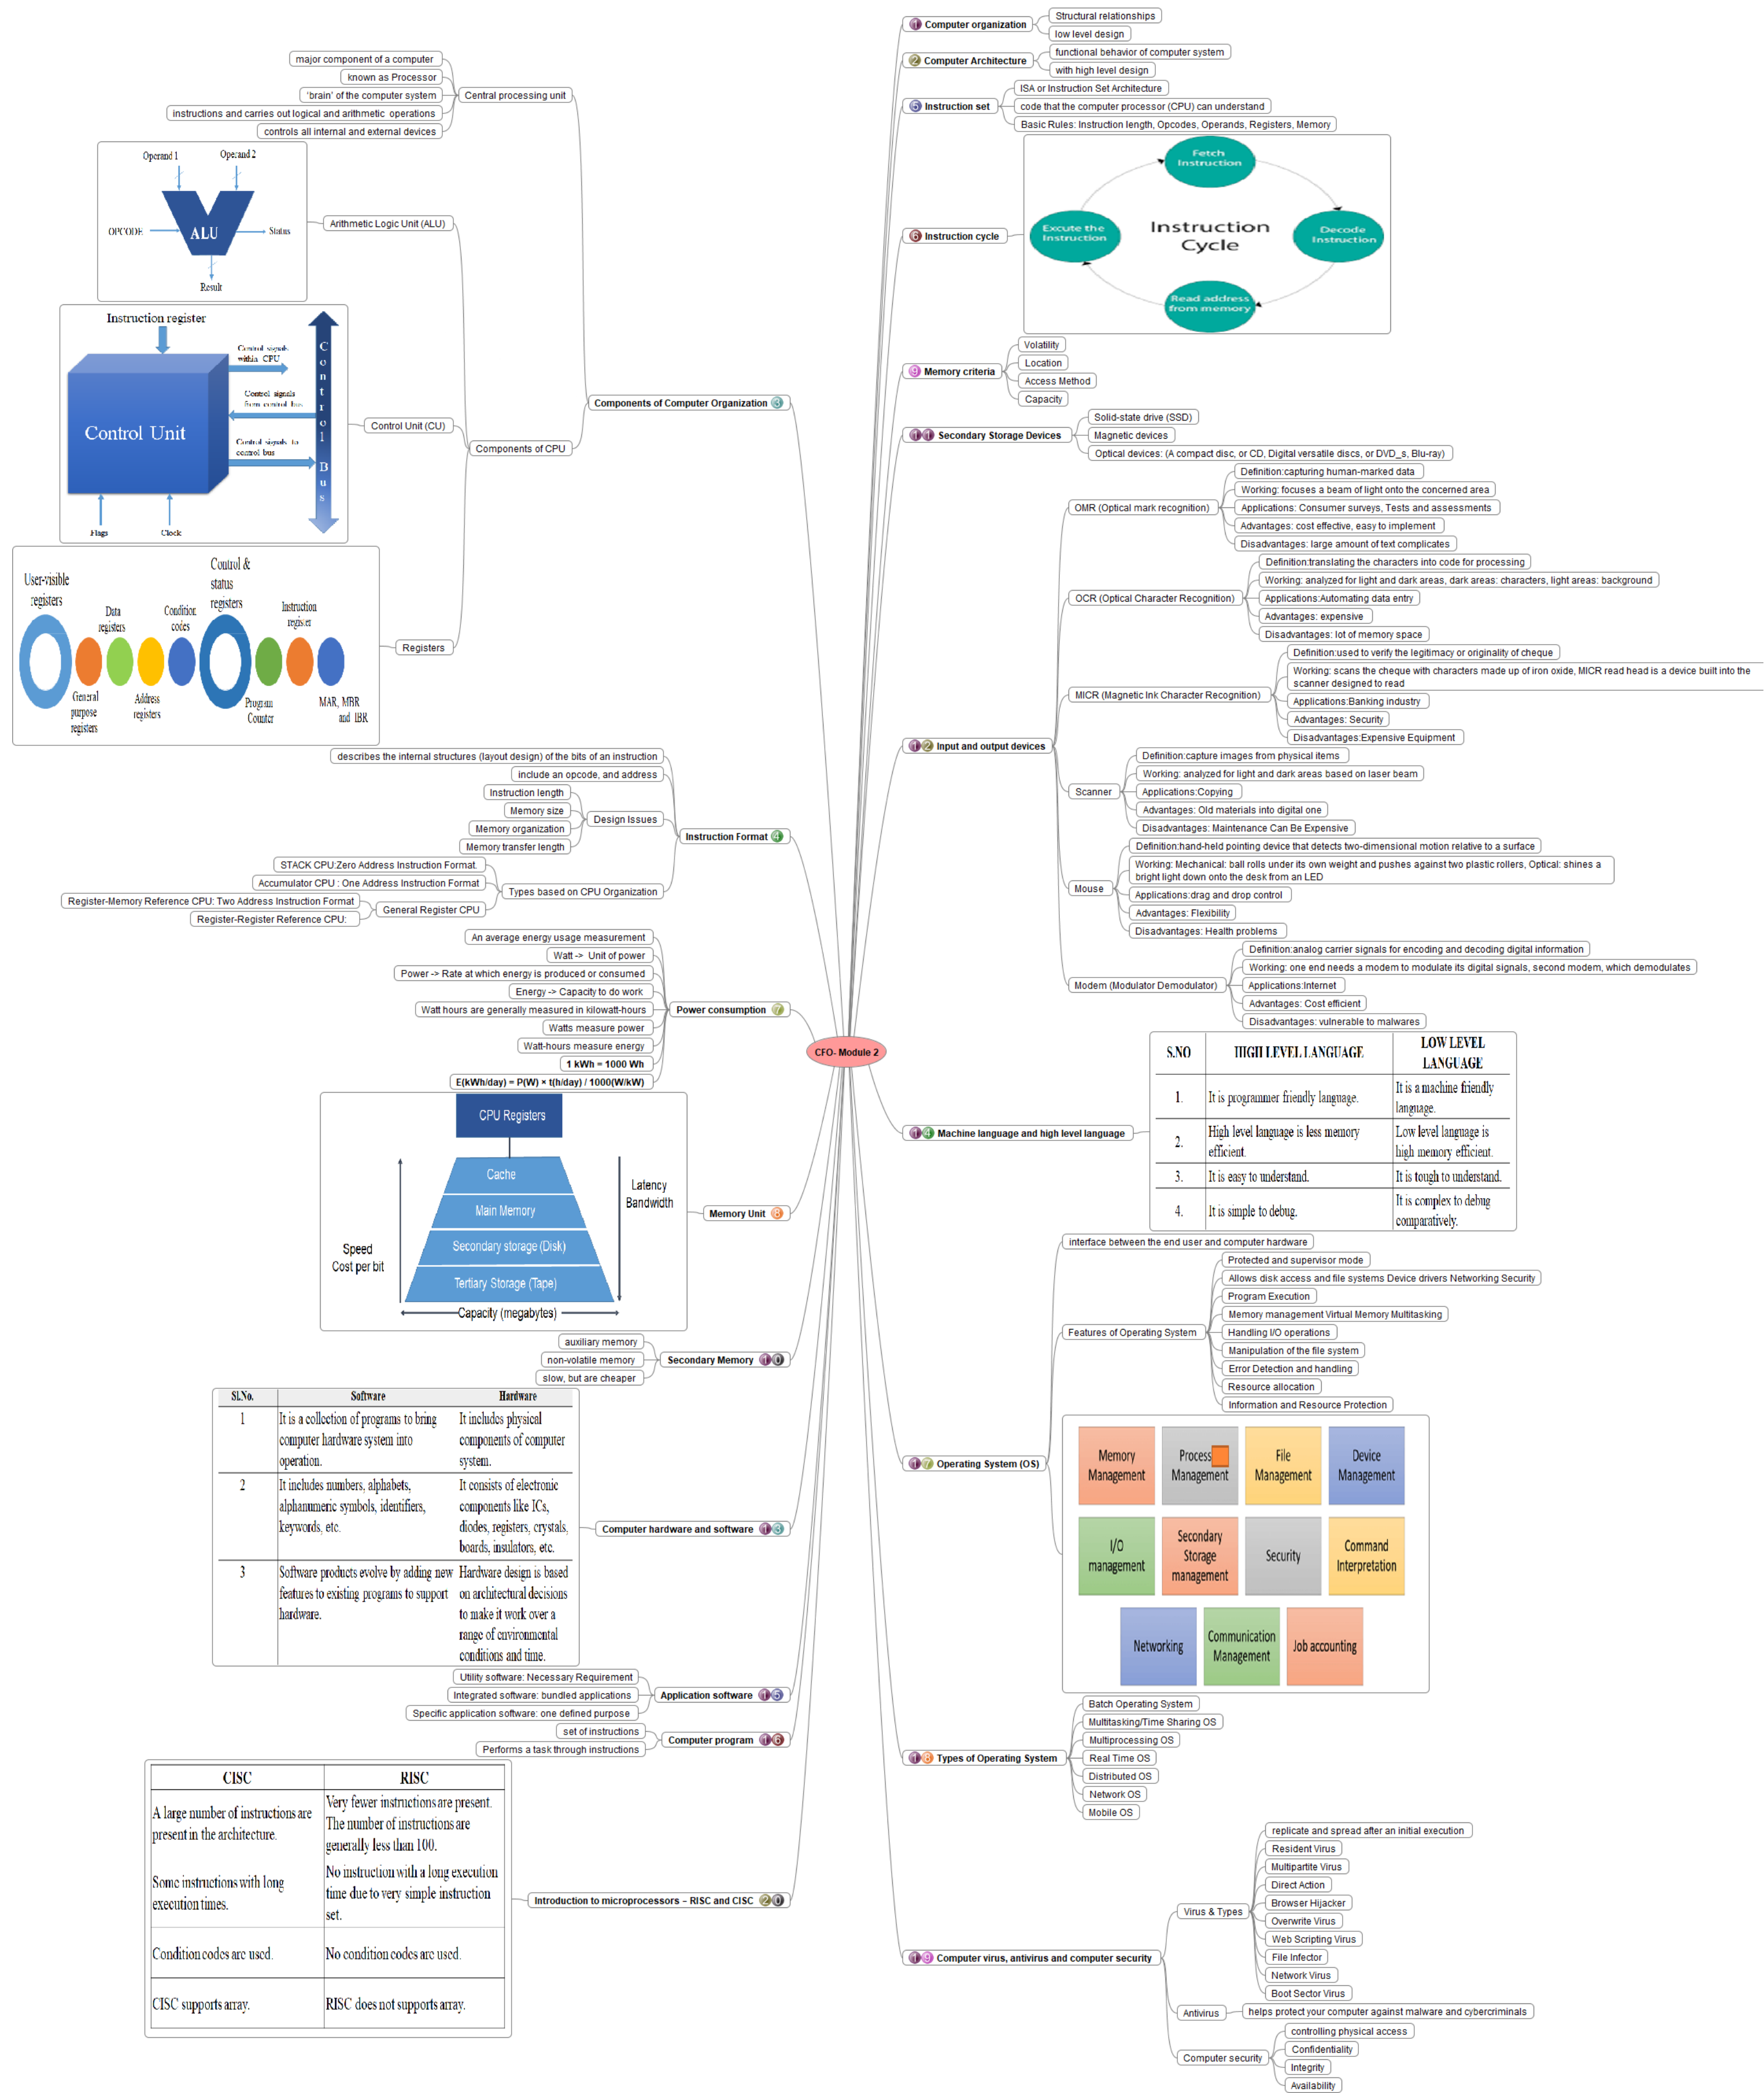 CFO- Module 2
1 Computer organization
Structural relationships
low level design
2 Computer Architecture
functional behavior of computer system
with high level design
5 Instruction set
ISA or Instruction Set Architecture
code that the computer processor (CPU) can understand
Basic Rules: Instruction length, Opcodes, Operands, Registers, Memory
6 Instruction cycle
Fetch
Instruction
Excute the
Instruction
Instruction
Cycle
Decode
Instruction
Read address
from memory
9 Memory criteria
Volatility
Location
Access Method
Capacity
11 Secondary Storage Devices
Solid-state drive (SSD)
Magnetic devices
Optical devices: (A compact disc, or CD, Digital versatile discs, or DVD_s, Blu-ray)
12 Input and output devices
OMR (Optical mark recognition)
Definition:capturing human-marked data
Working: focuses a beam of light onto the concerned area
Applications: Consumer surveys, Tests and assessments
Advantages: cost effective, easy to implement
Disadvantages: large amount of text complicates
OCR (Optical Character Recognition)
Definition:translating the characters into code for processing
Working: analyzed for light and dark areas, dark areas: characters, light areas: background
Applications:Automating data entry
Advantages: expensive
Disadvantages: lot of memory space
MICR (Magnetic Ink Character Recognition)
Definition:used to verify the legitimacy or originality of cheque
Working: scans the cheque with characters made up of iron oxide, MICR read head is a device built into the
scanner designed to read
Applications:Banking industry
Advantages: Security
Disadvantages:Expensive Equipment
Scanner
Definition:capture images from physical items
Working: analyzed for light and dark areas based on laser beam
Applications:Copying
Advantages: Old materials into digital one
Disadvantages: Maintenance Can Be Expensive
Mouse
Definition:hand-held pointing device that detects two-dimensional motion relative to a surface
Working: Mechanical: ball rolls under its own weight and pushes against two plastic rollers, Optical: shines a
bright light down onto the desk from an LED
Applications:drag and drop control
Advantages: Flexibility
Disadvantages: Health problems
Modem (Modulator Demodulator)
Definition:analog carrier signals for encoding and decoding digital information
Working: one end needs a modem to modulate its digital signals, second modem, which demodulates
Applications:Internet
Advantages: Cost efficient
Disadvantages: vulnerable to malwares
14 Machine language and high level language
S.NO HIGH LEVEL LANGUAGE LOW LEVEL
LANGUAGE
1. It is programmer friendly language. It is a machine friendly
language.
2. High level language is less memory
efficient. Low level language is
high memory efficient.
3. It is easy to understand. It is tough to understand.
4. It is simple to debug. It is complex to debug
comparatively.
17 Operating System (OS)
interface between the end user and computer hardware
Features of Operating System
Protected and supervisor mode
Allows disk access and file systems Device drivers Networking Security
Program Execution
Memory management Virtual Memory Multitasking
Handling I/O operations
Manipulation of the file system
Error Detection and handling
Resource allocation
Information and Resource Protection
Memory
Management
Process
Management
File
Management
Device
Management
I/O
management
Secondary
Storage
management
Security
Command
Interpretation
Networking
Communication
Management
Job accounting
18 Types of Operating System
Batch Operating System
Multitasking/Time Sharing OS
Multiprocessing OS
Real Time OS
Distributed OS
Network OS
Mobile OS
19 Computer virus, antivirus and computer security
Virus & Types
replicate and spread after an initial execution
Resident Virus
Multipartite Virus
Direct Action
Browser Hijacker
Overwrite Virus
Web Scripting Virus
File Infector
Network Virus
Boot Sector Virus
Antivirus
helps protect your computer against malware and cybercriminals
Computer security
controlling physical access
Confidentiality
Integrity
Availability
Components of Computer Organization 3
Central processing unit
major component of a computer
known as Processor
'brain' of the computer system
instructions and carries out logical and arithmetic operations
controls all internal and external devices
Components of CPU
Arithmetic Logic Unit (ALU)
Operand 1
Operand 2
OPCODE
ALU
Status
Result
Control Unit (CU)
Instruction register
Control signals
within CPU
Control signals
from control bus
Control signals to
control bus
Control Unit
Control Bus
Flags
Clock
Registers
User-visible
registers
General
purpose
registers
Data
registers
Address
registers
Condition
codes
Control &
status
registers
Program
Counter
Instruction
register
MAR, MBR
and IBR
Instruction Format 4
describes the internal structures (layout design) of the bits of an instruction
include an opcode, and address
Design Issues
Instruction length
Memory size
Memory organization
Memory transfer length
Types based on CPU Organization
STACK CPU:Zero Address Instruction Format.
Accumulator CPU : One Address Instruction Format
General Register CPU
Register-Memory Reference CPU: Two Address Instruction Format
Register-Register Reference CPU:
Power consumption 7
An average energy usage measurement
Watt -> Unit of power
Power -> Rate at which energy is produced or consumed
Energy -> Capacity to do work
Watt hours are generally measured in kilowatt-hours
Watts measure power
Watt-hours measure energy
1 kWh = 1000 Wh
E(kWh/day) = P(W) × t(h/day) / 1000(W/kW)
Memory Unit 8
CPU Registers
Cache
Main Memory
Secondary storage (Disk)
Tertiary Storage (Tape)
Speed
Cost per bit
Latency
Bandwidth
Capacity (megabytes)
Secondary Memory 10
auxiliary memory
non-volatile memory
slow, but are cheaper
Computer hardware and software 13
Sl.No. Software Hardware
1 It is a collection of programs to bring
computer hardware system into
operation.
It includes physical
components of computer
system.
2 It includes numbers, alphabets,
alphanumeric symbols, identifiers,
keywords, etc.
It consists of electronic
components like ICs,
diodes, registers, crystals,
boards, insulators, etc.
3 Software products evolve by adding new
features to existing programs to support
hardware.
Hardware design is based
on architectural decisions
to make it work over a
range of environmental
conditions and time.
Application software 15
Utility software: Necessary Requirement
Integrated software: bundled applications
Specific application software: one defined purpose
Computer program 16
set of instructions
Performs a task through instructions
Introduction to microprocessors – RISC and CISC 20
CISC RISC
A large number of instructions are
present in the architecture.
Very fewer instructions are present.
The number of instructions are
generally less than 100.
Some instructions with long
execution times.
No instruction with a long execution
time due to very simple instruction
set.
Condition codes are used.
No condition codes are used.
CISC supports array.
RISC does not supports array.